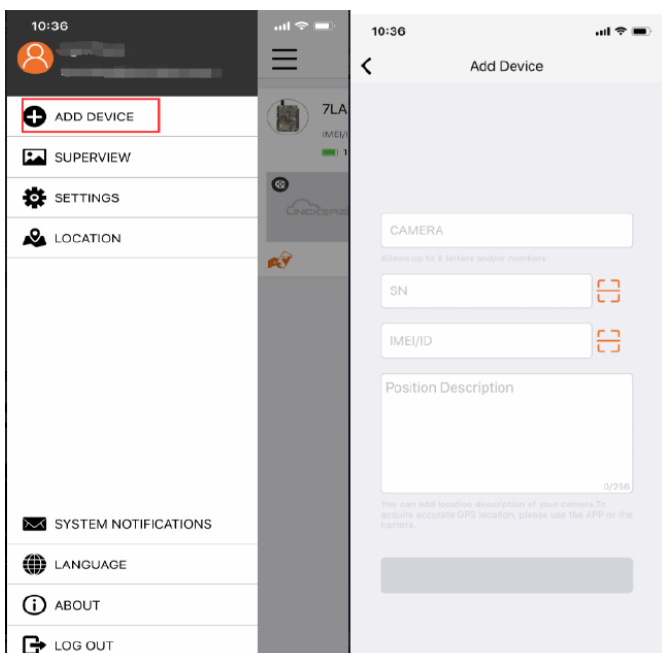 10:36
ADD DEVICE
SUPERVIEW
SETTINGS
LOCATION
SYSTEM NOTIFICATIONS
LANGUAGE
ABOUT
LOG OUT
7LA
IMEI/I
1
10:36
Add Device
CAMERA
Allows up to 8 letters and/or numbers
SN
IMEI/ID
Position Description
0/256
You can add location description of your camera.To
acquire accurate GPS location, please use the APP or the
camera.